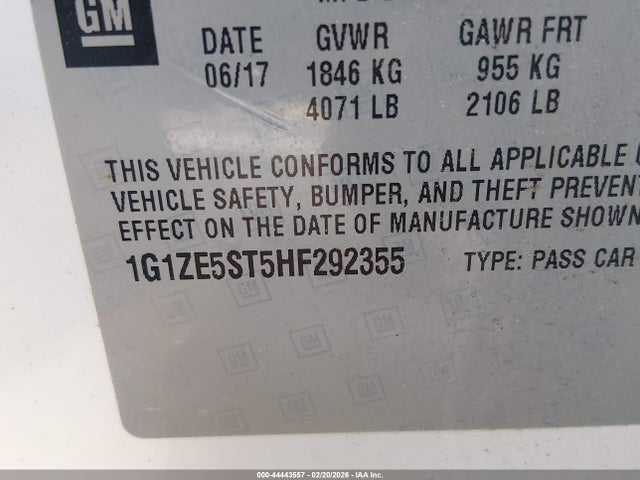 GM
DATE GVWR GAWR FRT
06/17 1846 KG 955 KG
4071 LB 2106 LB
THIS VEHICLE CONFORMS TO ALL APPLICABLE
VEHICLE SAFETY, BUMPER, AND THEFT PREVENT
EFFECT ON THE DATE OF MANUFACTURE SHOWN
1G1ZE5ST5HF292355 TYPE: PASS CAR
GM
000-44443557 - 02/20/2026 - IAA Inc.